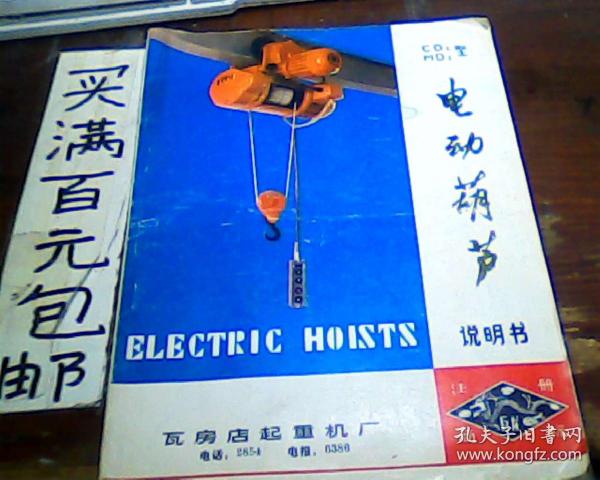 买满百元包邮
CD₁型
MD₁
电动葫芦
说明书
ELECTRIC HOISTS
注册
瓦房店起重机厂
电话：2854 电报：6386
孔夫子旧书网
www.kongfz.com